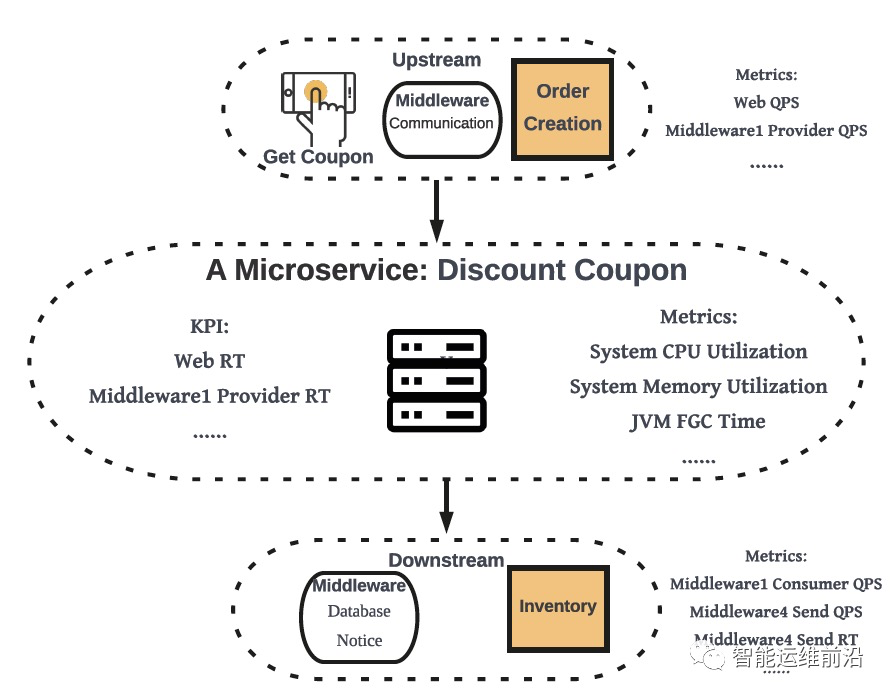 Upstream
Get Coupon
Middleware
Communication
Order
Creation
Metrics:
Web QPS
Middleware1 Provider QPS
......
A Microservice: Discount Coupon
KPI:
Web RT
Middleware1 Provider RT
......
Metrics:
System CPU Utilization
System Memory Utilization
JVM FGC Time
......
Downstream
Middleware
Database
Notice
Inventory
Metrics:
Middleware1 Consumer QPS
Middleware4 Send QPS
Middleware4 Send RT
......
智能运维前沿